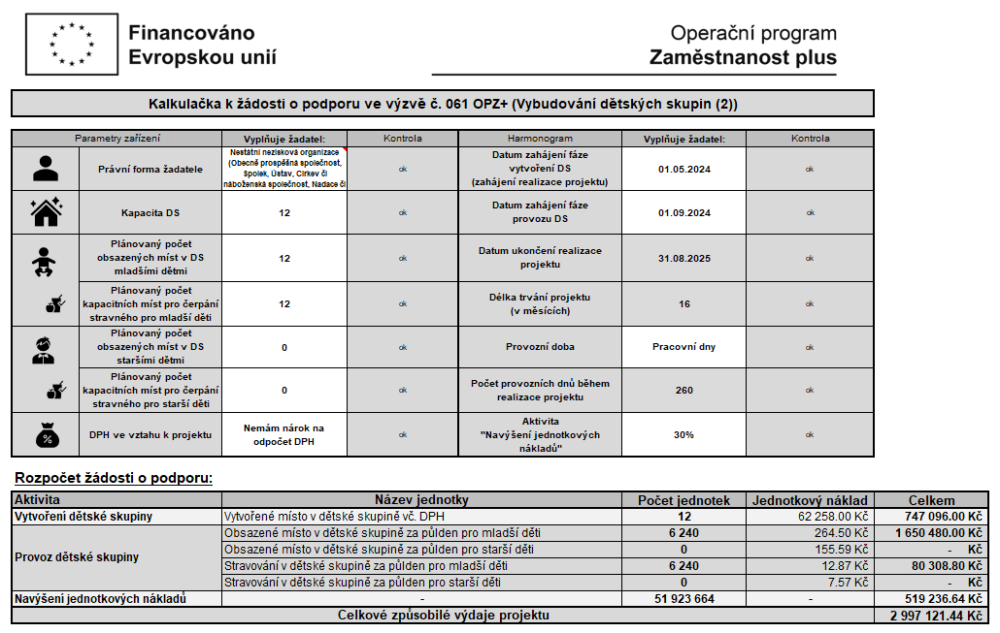 Financováno
Evropskou unií
Operační program
Zaměstnanost plus
Kalkulačka k žádosti o podporu ve výzvě č. 061 OPZ+ (Vybudování dětských skupin (2))
Parametry zařízení Vyplňuje žadatel: Kontrola Harmonogram Vyplňuje žadatel: Kontrola
Právní forma žadatele
Nestátní nezisková organizace
(Obecně prospěšná společnost,
Spolek, Ústav, Církev či
náboženská společnost, Nadace či
ok
Datum zahájení fáze
vytvoření DS
(zahájení realizace projektu)
01.05.2024
ok
Kapacita DS
12
ok
Datum zahájení fáze
provozu DS
01.09.2024
ok
Plánovaný počet
obsazených míst v DS
mladšími dětmi
12
ok
Datum ukončení realizace
projektu
31.08.2025
ok
Plánovaný počet
kapacitních míst pro čerpání
stravného pro mladší děti
12
ok
Délka trvání projektu
(v měsících)
16
ok
Plánovaný počet
obsazených míst v DS
staršími dětmi
0
ok
Provozní doba
Pracovní dny
ok
Plánovaný počet
kapacitních míst pro čerpání
stravného pro starší děti
0
ok
Počet provozních dnů během
realizace projektu
260
ok
%
DPH ve vztahu k projektu
Nemám nárok na
odpočet DPH
ok
Aktivita
"Navýšení jednotkových
nákladů"
30%
ok
Rozpočet žádosti o podporu:
Aktivita Název jednotky Počet jednotek Jednotkový náklad Celkem
Vytvoření dětské skupiny Vytvořené místo v dětské skupině vč. DPH 12 62 258.00 Kč 747 096.00 Kč
Provoz dětské skupiny
Obsazené místo v dětské skupině za půlden pro mladší děti 6 240 264.50 Kč 1 650 480.00 Kč
Obsazené místo v dětské skupině za půlden pro starší děti 0 155.59 Kč - Kč
Stravování v dětské skupině za půlden pro mladší děti 6 240 12.87 Kč 80 308.80 Kč
Stravování v dětské skupině za půlden pro starší děti 0 7.57 Kč - Kč
Navýšení jednotkových nákladů - 51 923 664 - 519 236.64 Kč
Celkové způsobilé výdaje projektu 2 997 121.44 Kč